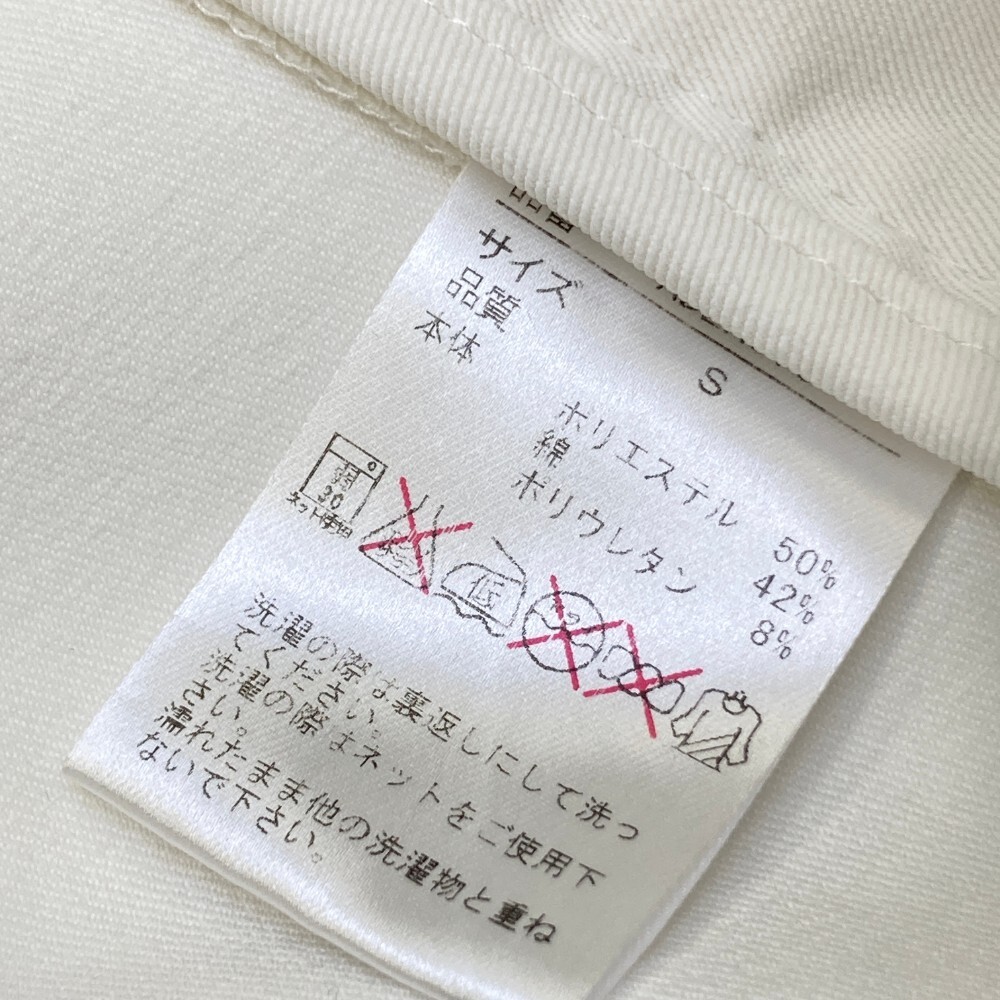 品番
サイズ S
品質
本体 ポリエステル 50%
綿 42%
ポリウレタン 8%
弱
30
ネット使用
低
洗濯の際は裏返しにして洗っ
てください。
洗濯の際はネットをご使用下
さい。
濡れたまま他の洗濯物と重ね
ないで下さい。